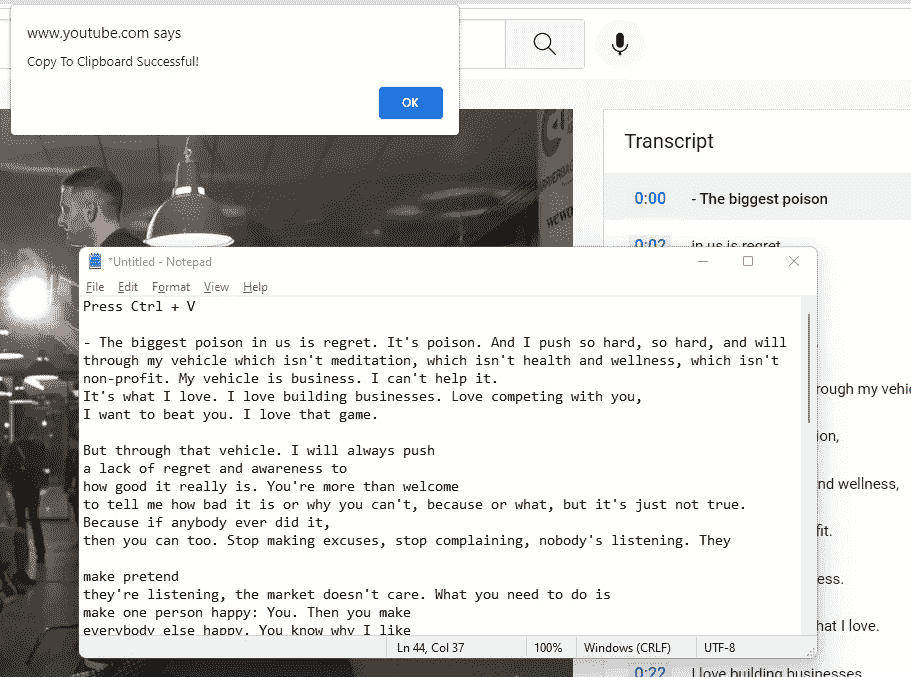 www.youtube.com says
Copy To Clipboard Successful!
OK
Transcript
0:00 - The biggest poison
0:02 in us is regret
*Untitled - Notepad
File Edit Format View Help
Press Ctrl + V
- The biggest poison in us is regret. It's poison. And I push so hard, so hard, and will
through my vehicle which isn't meditation, which isn't health and wellness, which isn't
non-profit. My vehicle is business. I can't help it.
It's what I love. I love building businesses. Love competing with you,
I want to beat you. I love that game.
But through that vehicle. I will always push
a lack of regret and awareness to
how good it really is. You're more than welcome
to tell me how bad it is or why you can't, because or what, but it's just not true.
Because if anybody ever did it,
then you can too. Stop making excuses, stop complaining, nobody's listening. They
make pretend
they're listening, the market doesn't care. What you need to do is
make one person happy: You. Then you make
everybody else happy. You know why I like
Ln 44, Col 37 100% Windows (CRLF) UTF-8
rough my vehic
ion,
nd wellness,
fit.
ess.
hat I love.
0:22 I love building businesses